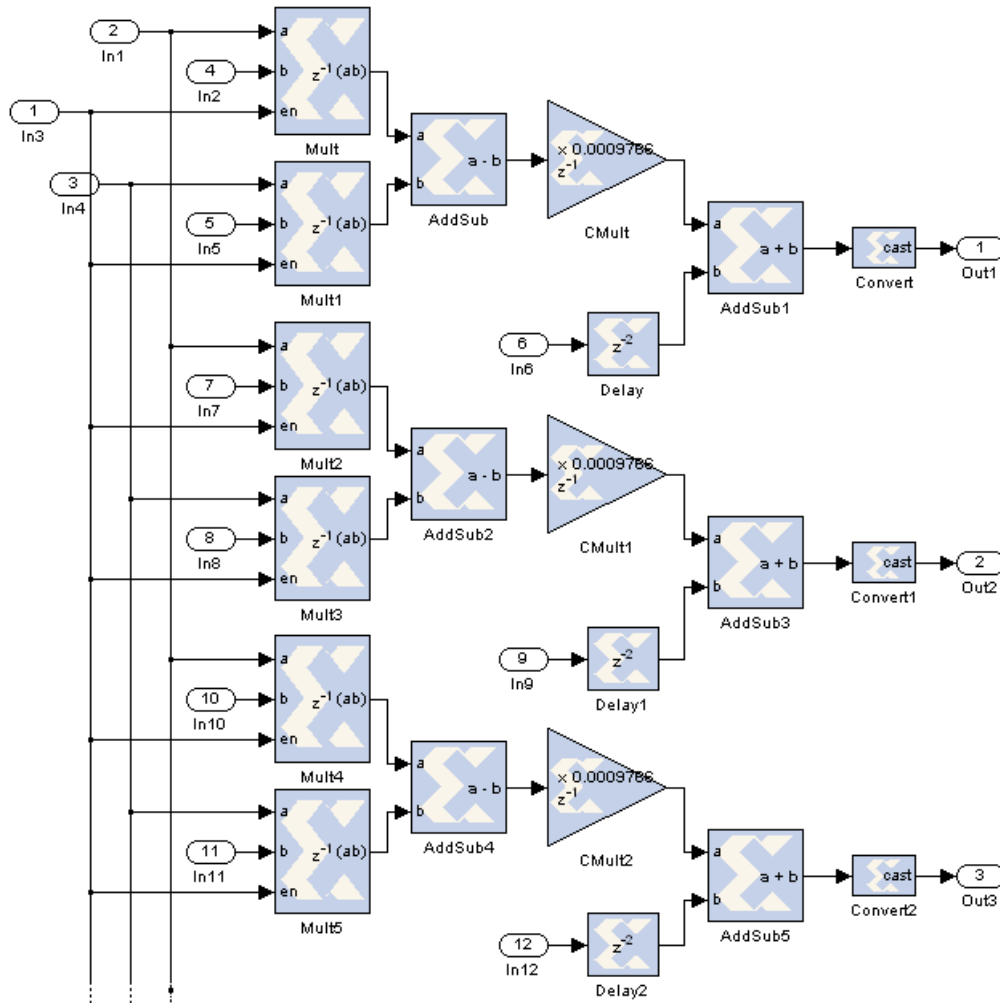 2
In1
a
4
In2
b
z⁻¹ (ab)
1
In3
en
Mult
a
b
a - b
AddSub
× 0.0009786
z⁻¹
CMult
3
In4
a
5
In5
b
z⁻¹ (ab)
en
Mult1
a
b
a + b
AddSub1
cast
Convert
1
Out1
6
In6
z⁻²
Delay
a
7
In7
b
z⁻¹ (ab)
en
Mult2
a
b
a - b
AddSub2
× 0.0009786
z⁻¹
CMult1
a
8
In8
b
z⁻¹ (ab)
en
Mult3
a
b
a + b
AddSub3
cast
Convert1
2
Out2
9
In9
z⁻²
Delay1
a
10
In10
b
z⁻¹ (ab)
en
Mult4
a
b
a - b
AddSub4
× 0.0009786
z⁻¹
CMult2
a
11
In11
b
z⁻¹ (ab)
en
Mult5
a
b
a + b
AddSub5
cast
Convert2
3
Out3
12
In12
z⁻²
Delay2